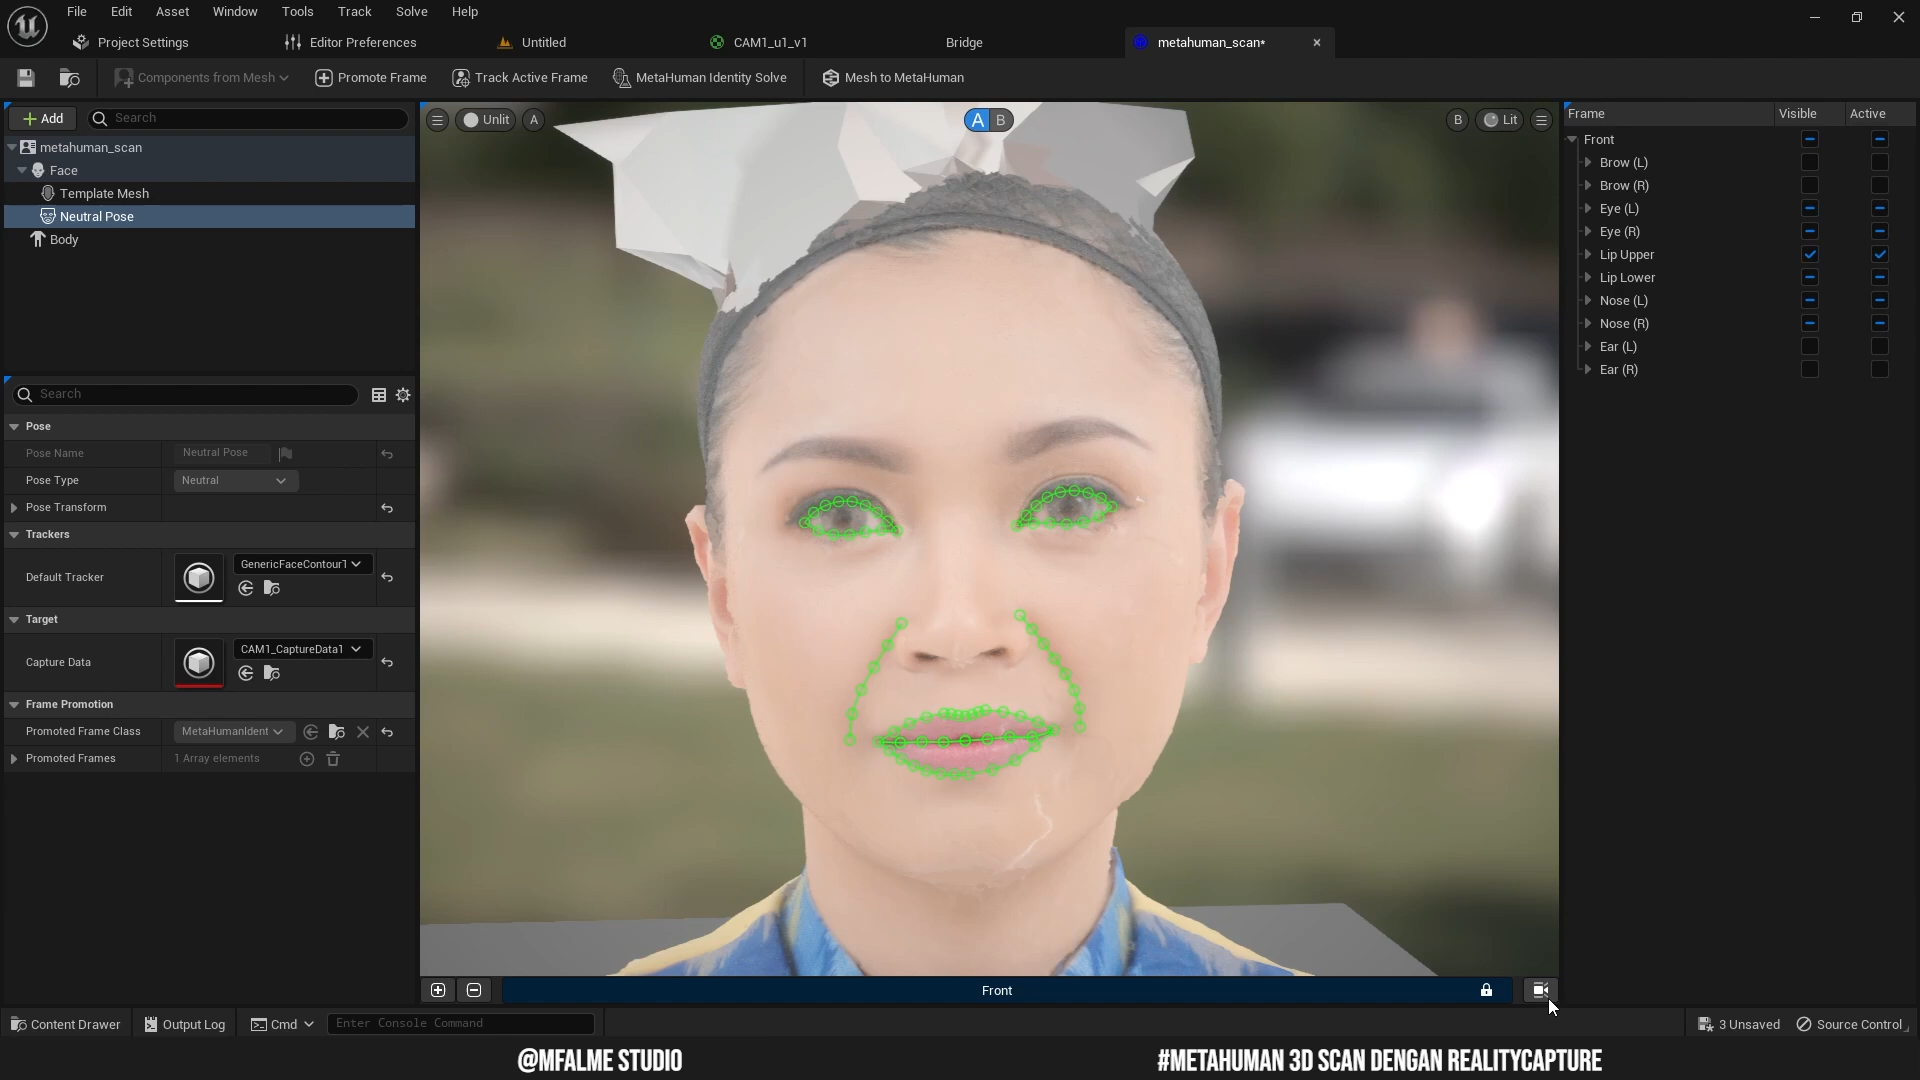 File Edit Asset Window Tools Track Solve Help
Project Settings Editor Preferences Untitled CAM1_u1_v1 Bridge metahuman_scan*
Components from Mesh Promote Frame Track Active Frame MetaHuman Identity Solve Mesh to MetaHuman
Add Search
metahuman_scan
Face
Template Mesh
Neutral Pose
Body
Search
Pose
Pose Name Neutral Pose
Pose Type Neutral
Pose Transform
Trackers
Default Tracker GenericFaceContourT
Target
Capture Data CAM1_CaptureData1
Frame Promotion
Promoted Frame Class MetaHumanIdent
Promoted Frames 1 Array elements
Unlit A A B B Lit
Front
Frame Visible Active
Front
Brow (L)
Brow (R)
Eye (L)
Eye (R)
Lip Upper
Lip Lower
Nose (L)
Nose (R)
Ear (L)
Ear (R)
Content Drawer Output Log Cmd Enter Console Command 3 Unsaved Source Control
@MFALME STUDIO #METAHUMAN 3D SCAN DENGAN REALITYCAPTURE